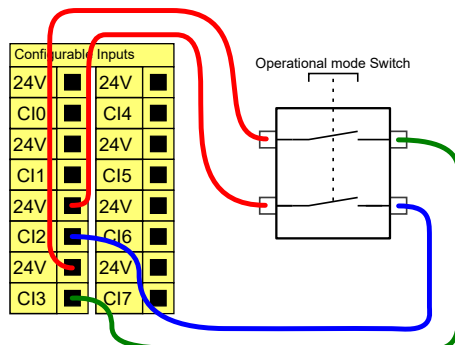 Configurable Inputs
Operational mode Switch
24V 24V
CI0 CI4
24V 24V
CI1 CI5
24V 24V
CI2 CI6
24V 24V
CI3 CI7